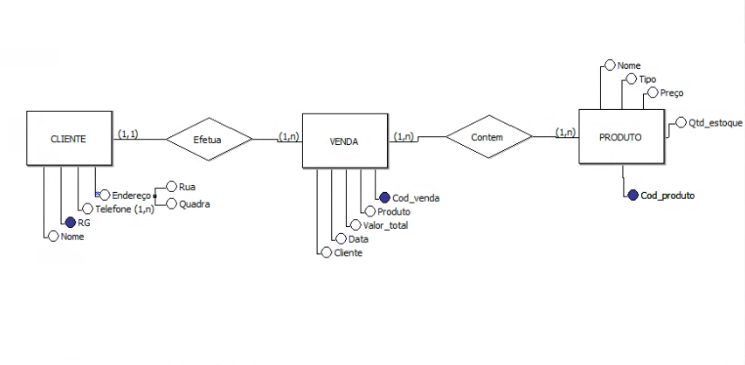 Nome
Tipo
Preço
Qtd_estoque
CLIENTE
(1,1)
Efetua
(1,n)
VENDA
(1,n)
Contem
(1,n)
PRODUTO
Cod_produto
Endereço
Rua
Quadra
Telefone (1,n)
RG
Nome
Cod_venda
Produto
Valor_total
Data
Cliente